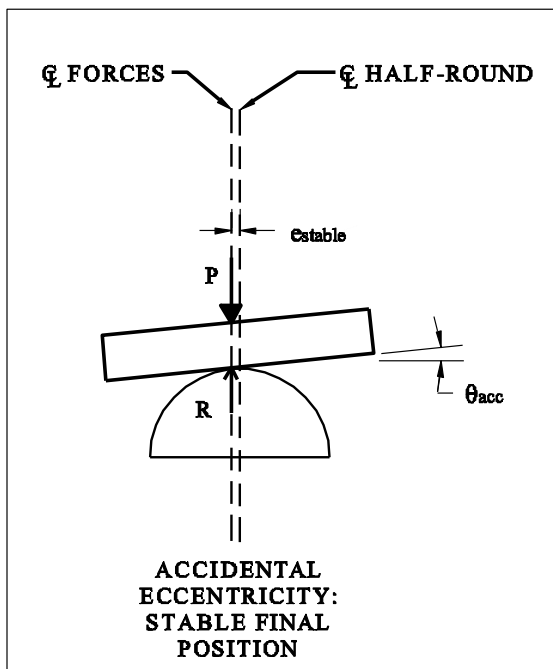 ℄ FORCES
℄ HALF-ROUND
estable
P
R
θacc
ACCIDENTAL
ECCENTRICITY:
STABLE FINAL
POSITION